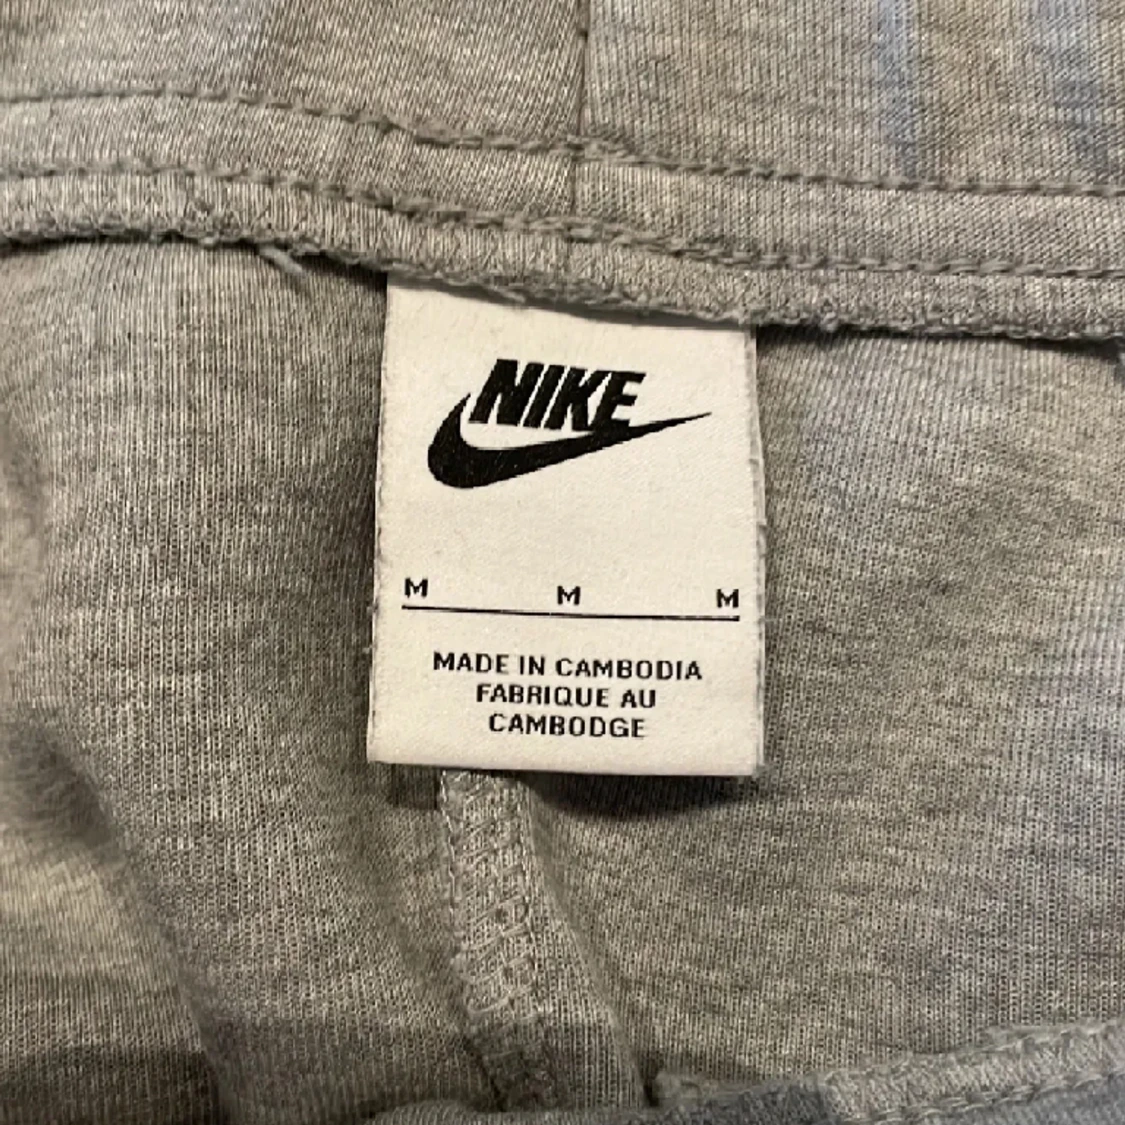 NIKE
M M M
MADE IN CAMBODIA
FABRIQUE AU
CAMBODGE